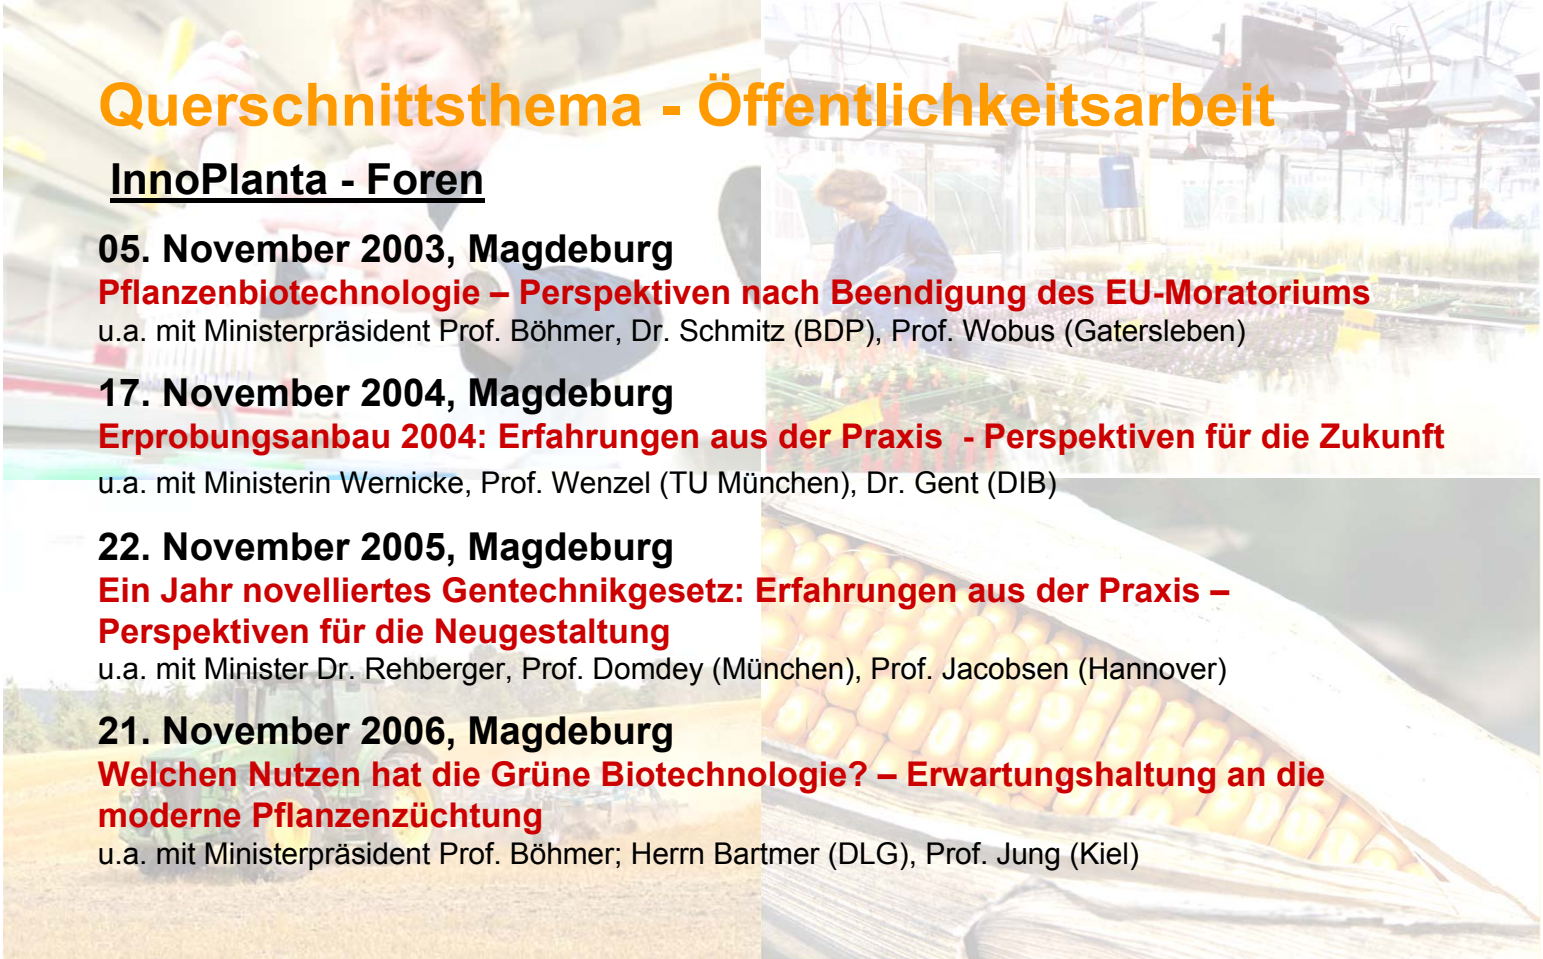 Querschnittsthema - Öffentlichkeitsarbeit
InnoPlanta - Foren
05. November 2003, Magdeburg
Pflanzenbiotechnologie – Perspektiven nach Beendigung des EU-Moratoriums
u.a. mit Ministerpräsident Prof. Böhmer, Dr. Schmitz (BDP), Prof. Wobus (Gatersleben)
17. November 2004, Magdeburg
Erprobungsanbau 2004: Erfahrungen aus der Praxis - Perspektiven für die Zukunft
u.a. mit Ministerin Wernicke, Prof. Wenzel (TU München), Dr. Gent (DIB)
22. November 2005, Magdeburg
Ein Jahr novelliertes Gentechnikgesetz: Erfahrungen aus der Praxis –
Perspektiven für die Neugestaltung
u.a. mit Minister Dr. Rehberger, Prof. Domdey (München), Prof. Jacobsen (Hannover)
21. November 2006, Magdeburg
Welchen Nutzen hat die Grüne Biotechnologie? – Erwartungshaltung an die
moderne Pflanzenzüchtung
u.a. mit Ministerpräsident Prof. Böhmer; Herrn Bartmer (DLG), Prof. Jung (Kiel)